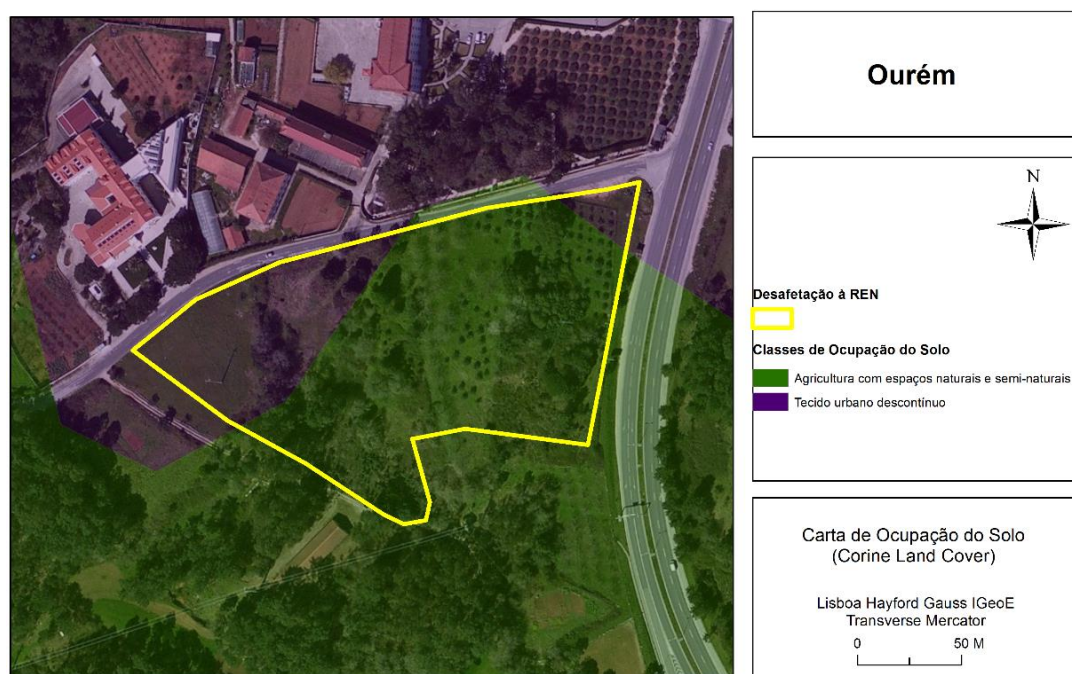 Ourém
N
Desafetação à REN
Classes de Ocupação do Solo
Agricultura com espaços naturais e semi-naturais
Tecido urbano descontínuo
Carta de Ocupação do Solo
(Corine Land Cover)
Lisboa Hayford Gauss IGeoE
Transverse Mercator
0 50 M